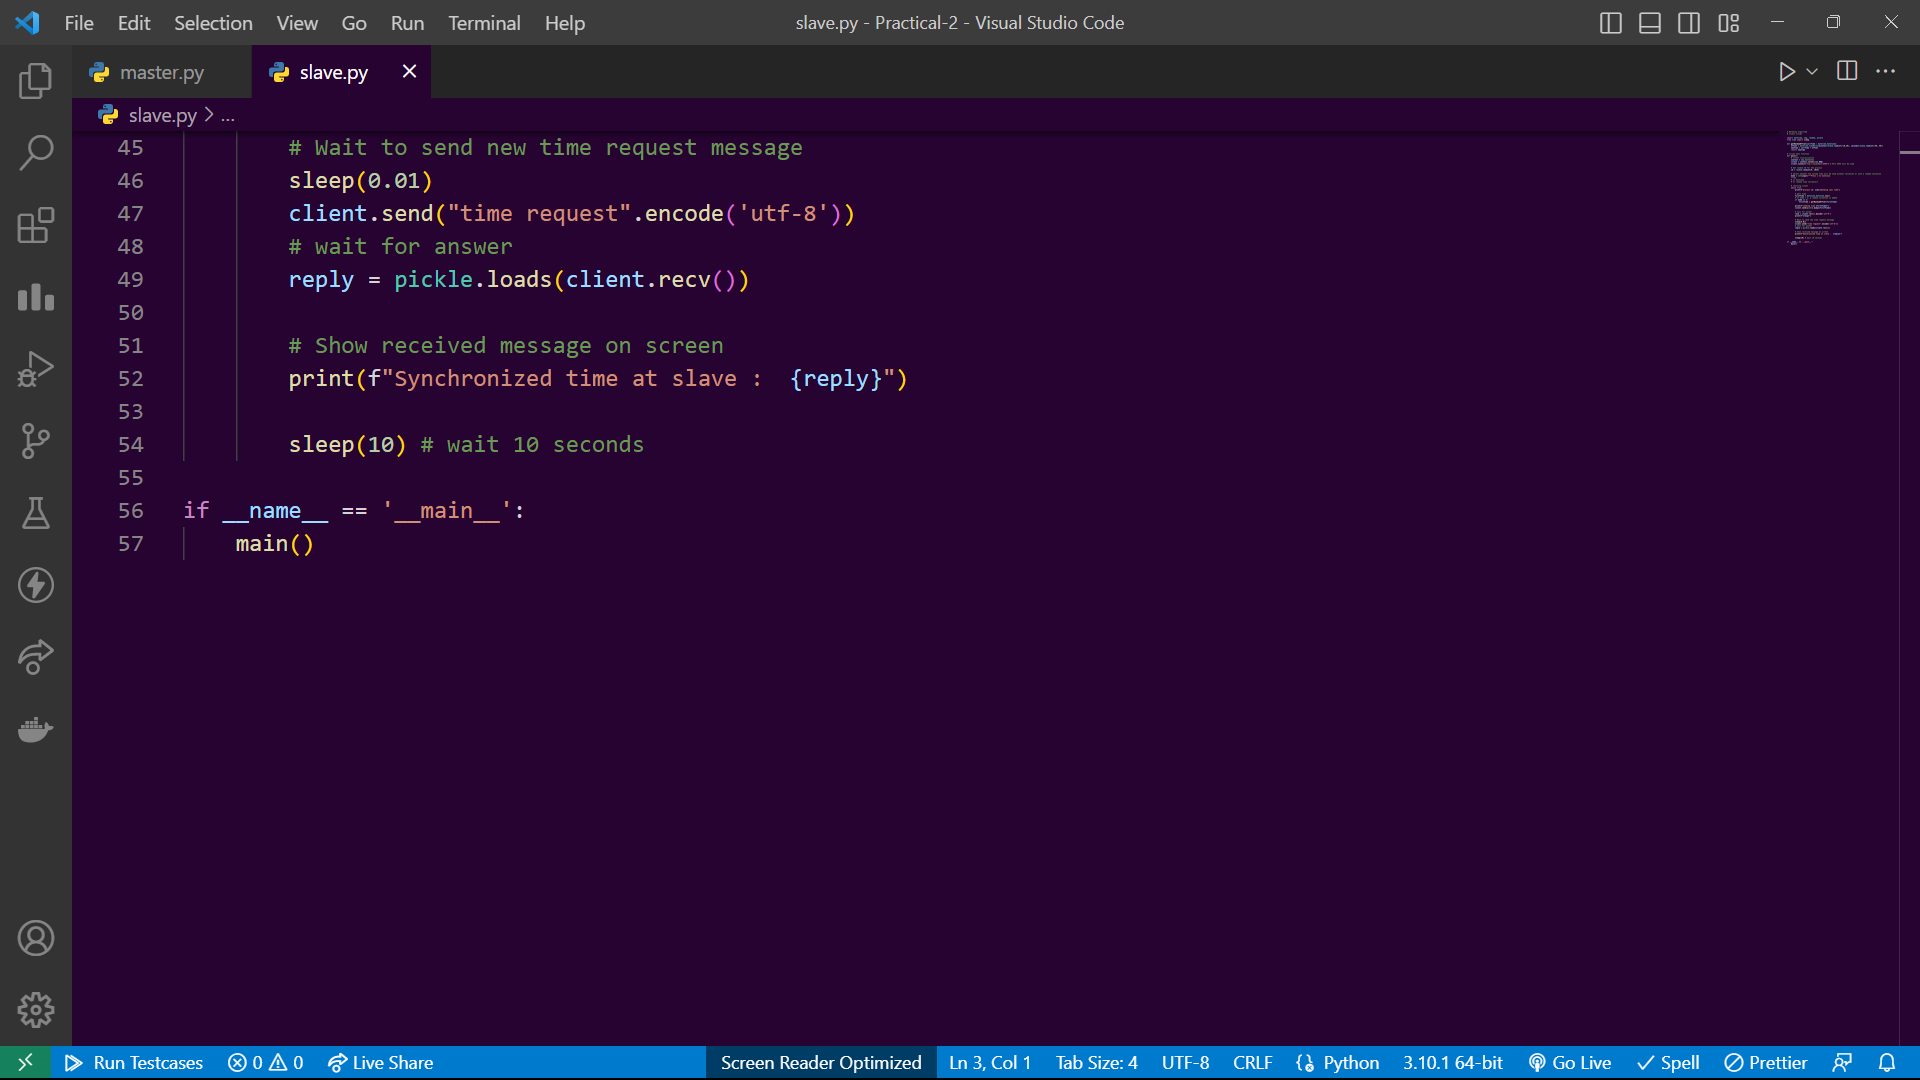 File Edit Selection View Go Run Terminal Help slave.py - Practical-2 - Visual Studio Code
master.py slave.py
slave.py > ...
45 # Wait to send new time request message
46 sleep(0.01)
47 client.send("time request".encode('utf-8'))
48 # wait for answer
49 reply = pickle.loads(client.recv())
50
51 # Show received message on screen
52 print(f"Synchronized time at slave :  {reply}")
53
54 sleep(10) # wait 10 seconds
55
56 if __name__ == '__main__':
57 main()
Run Testcases 0 0 Live Share Screen Reader Optimized Ln 3, Col 1 Tab Size: 4 UTF-8 CRLF Python 3.10.1 64-bit Go Live Spell Prettier